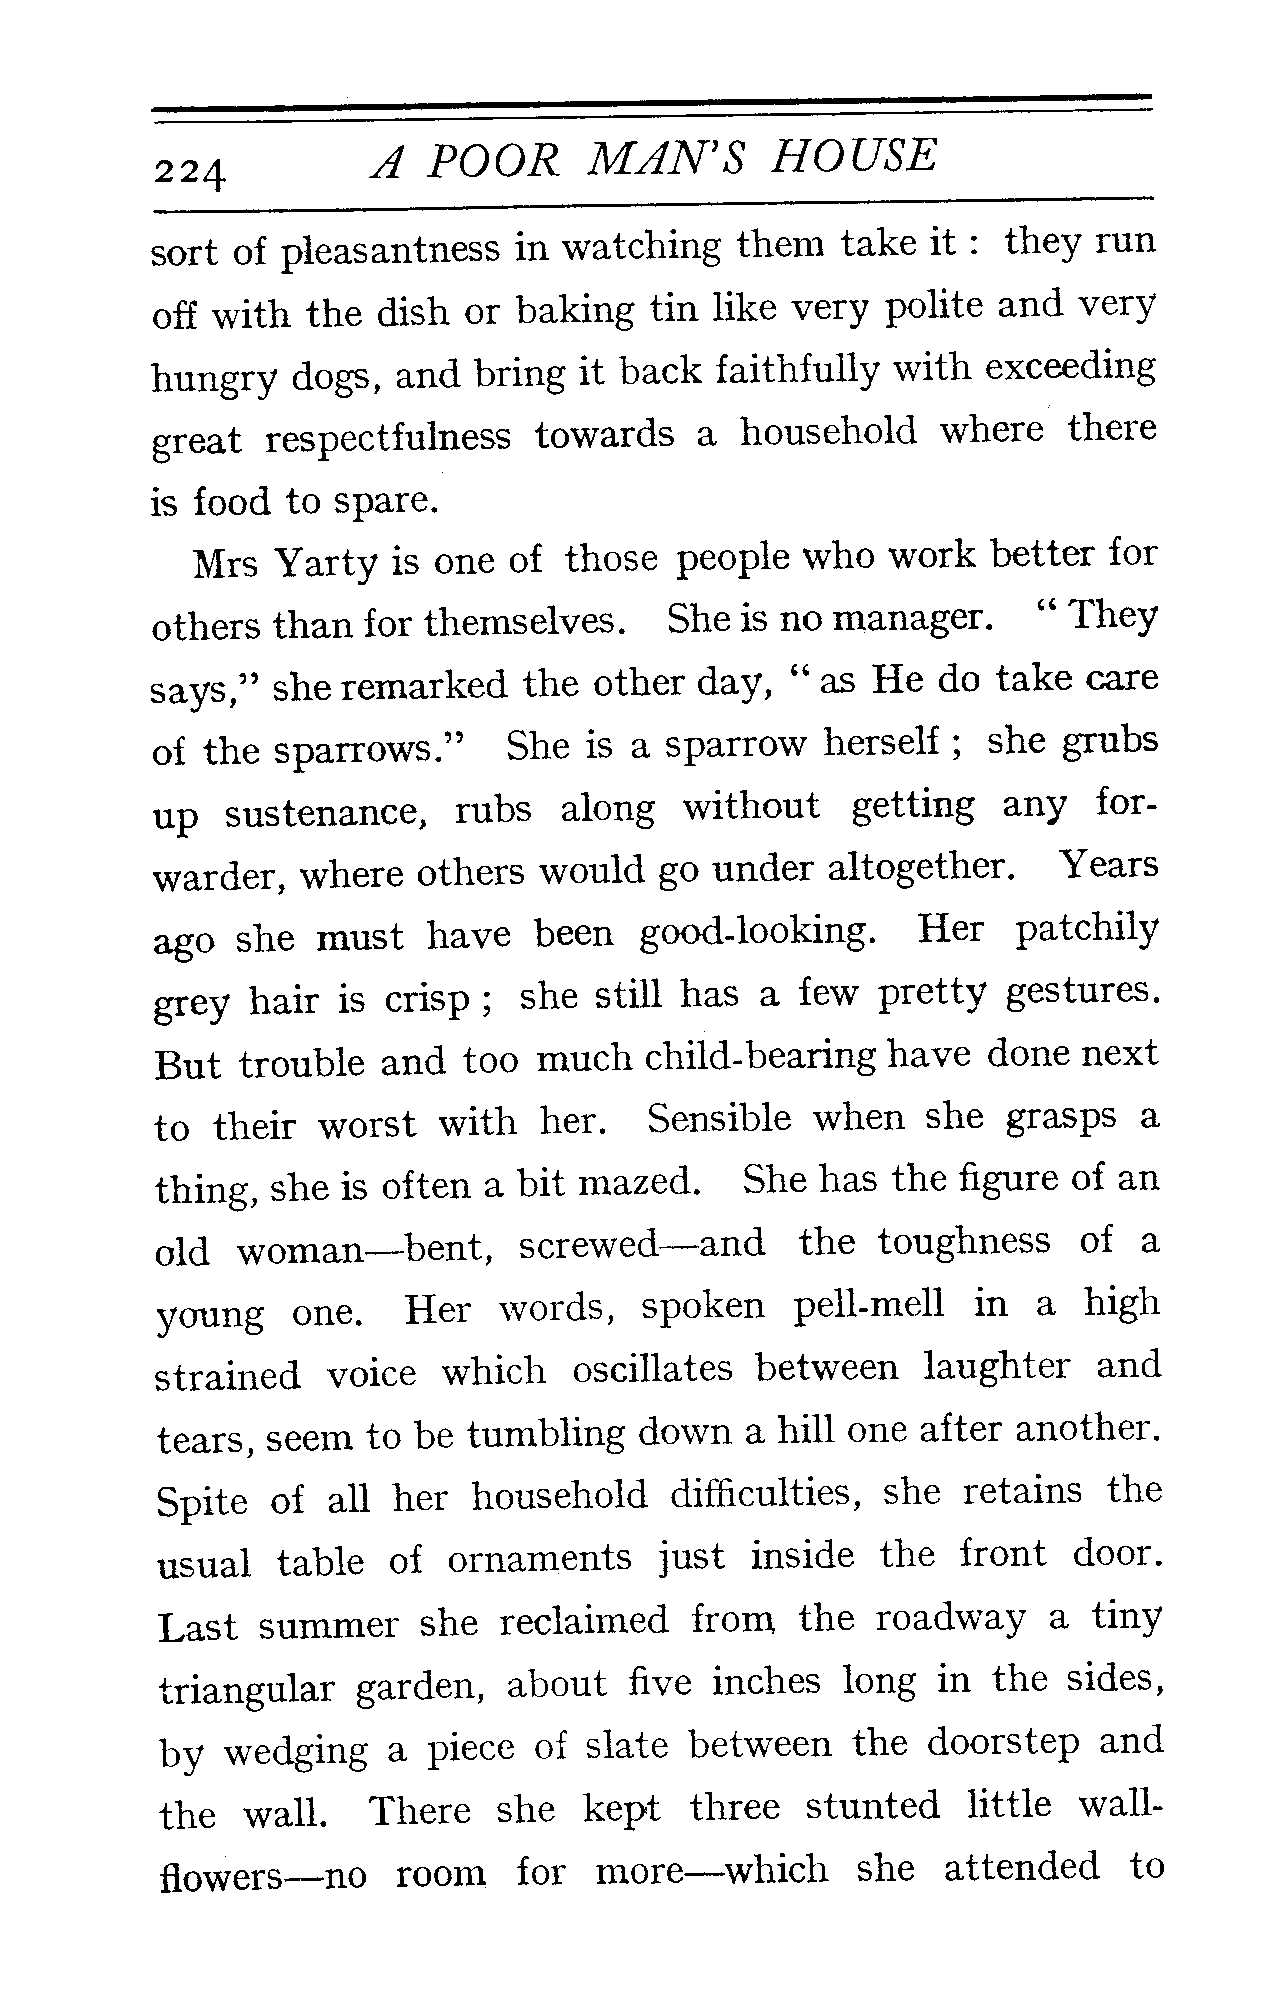 224 A POOR MAN'S HOUSE
sort of pleasantness in watching them take it : they run
off with the dish or baking tin like very polite and very
hungry dogs, and bring it back faithfully with exceeding
great respectfulness towards a household where there
is food to spare.
Mrs Yarty is one of those people who work better for
others than for themselves. She is no manager. “ They
says,” she remarked the other day, “ as He do take care
of the sparrows.” She is a sparrow herself ; she grubs
up sustenance, rubs along without getting any for-
warder, where others would go under altogether. Years
ago she must have been good-looking. Her patchily
grey hair is crisp ; she still has a few pretty gestures.
But trouble and too much child-bearing have done next
to their worst with her. Sensible when she grasps a
thing, she is often a bit mazed. She has the figure of an
old woman—bent, screwed—and the toughness of a
young one. Her words, spoken pell-mell in a high
strained voice which oscillates between laughter and
tears, seem to be tumbling down a hill one after another.
Spite of all her household difficulties, she retains the
usual table of ornaments just inside the front door.
Last summer she reclaimed from the roadway a tiny
triangular garden, about five inches long in the sides,
by wedging a piece of slate between the doorstep and
the wall. There she kept three stunted little wall-
flowers—no room for more—which she attended to